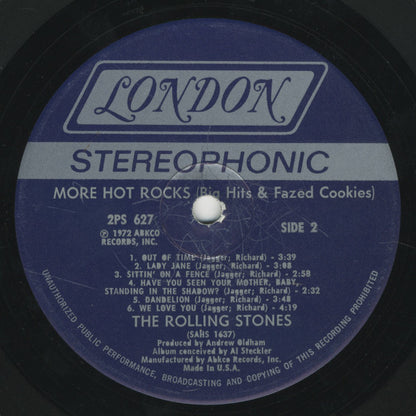 LONDON
STEREOPHONIC
MORE HOT ROCKS (Big Hits & Fazed Cookies)
2PS 627
SIDE 2
℗ 1972 ABKCO
RECORDS, INC.
1. OUT OF TIME (Jagger; Richard) - 3:39
2. LADY JANE (Jagger; Richard) - 3:08
3. SITTIN' ON A FENCE (Jagger; Richard) - 2:58
4. HAVE YOU SEEN YOUR MOTHER, BABY,
STANDING IN THE SHADOW? (Jagger; Richard) - 2:32
5. DANDELION (Jagger; Richard) - 3:48
6. WE LOVE YOU (Jagger; Richard) - 4:19
THE ROLLING STONES
(SAHS 1637)
Produced by Andrew Oldham
Album conceived by Al Steckler
Manufactured by Abkco Records, Inc.
Made in U.S.A.
UNAUTHORIZED PUBLIC PERFORMANCE, BROADCASTING AND COPYING OF THIS RECORDING PROHIBITED